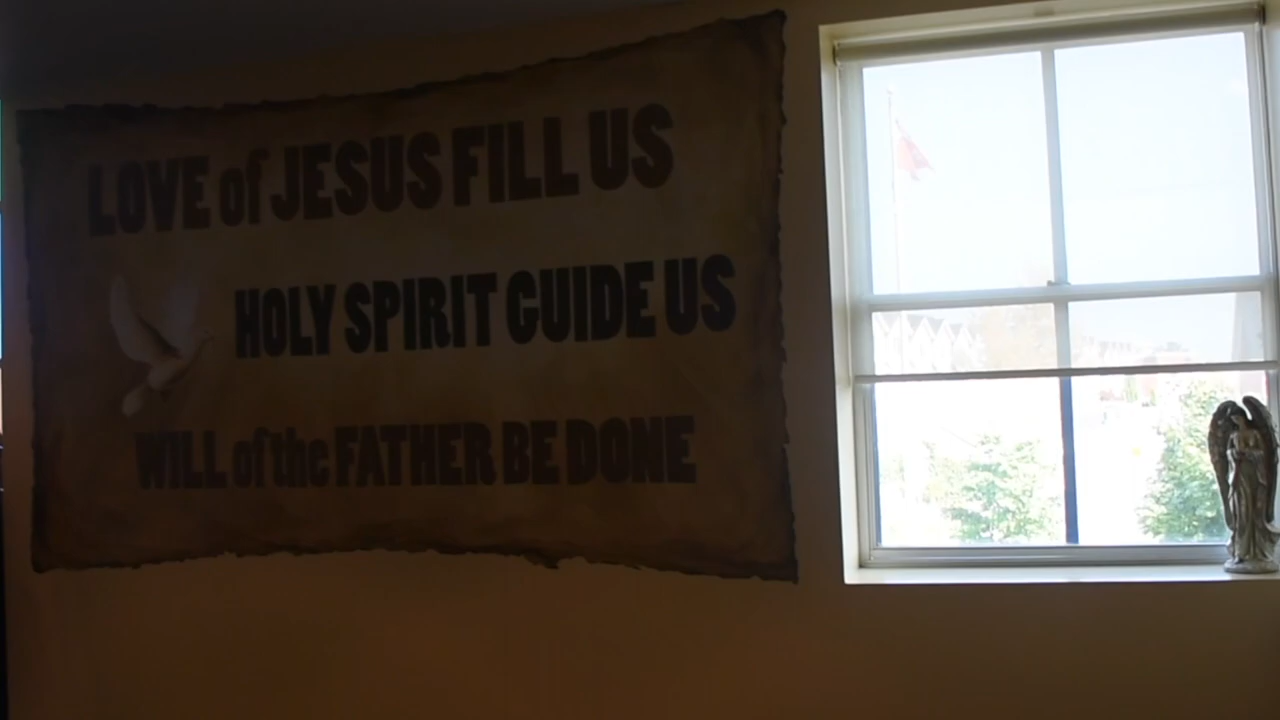 LOVE of JESUS FILL US
HOLY SPIRIT GUIDE US
WILL of the FATHER BE DONE